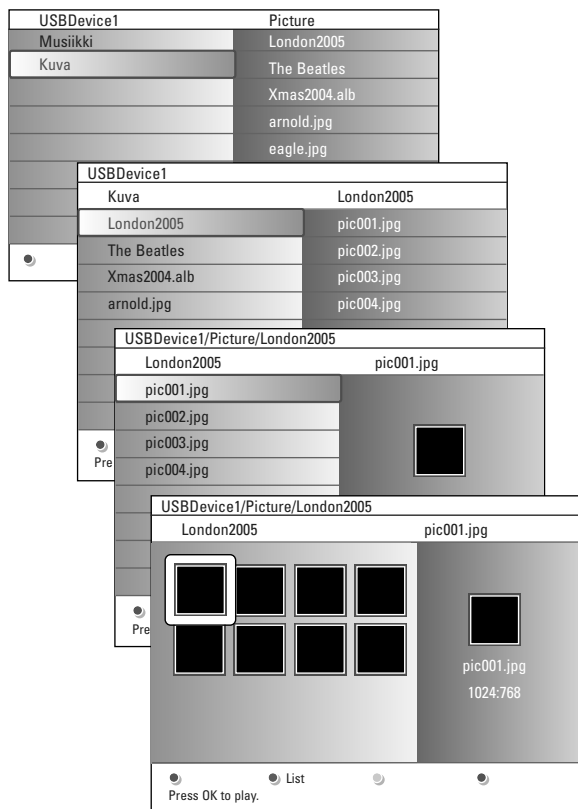 USBDevice1 Picture
Musiikki London2005
Kuva The Beatles
Xmas2004.alb
arnold.jpg
eagle.jpg
USBDevice1
Kuva London2005
London2005 pic001.jpg
The Beatles pic002.jpg
Xmas2004.alb pic003.jpg
arnold.jpg pic004.jpg
Pre
USBDevice1/Picture/London2005
London2005 pic001.jpg
pic001.jpg
pic002.jpg
pic003.jpg
pic004.jpg
Pre
USBDevice1/Picture/London2005
London2005 pic001.jpg
pic001.jpg
1024:768
List
Press OK to play.